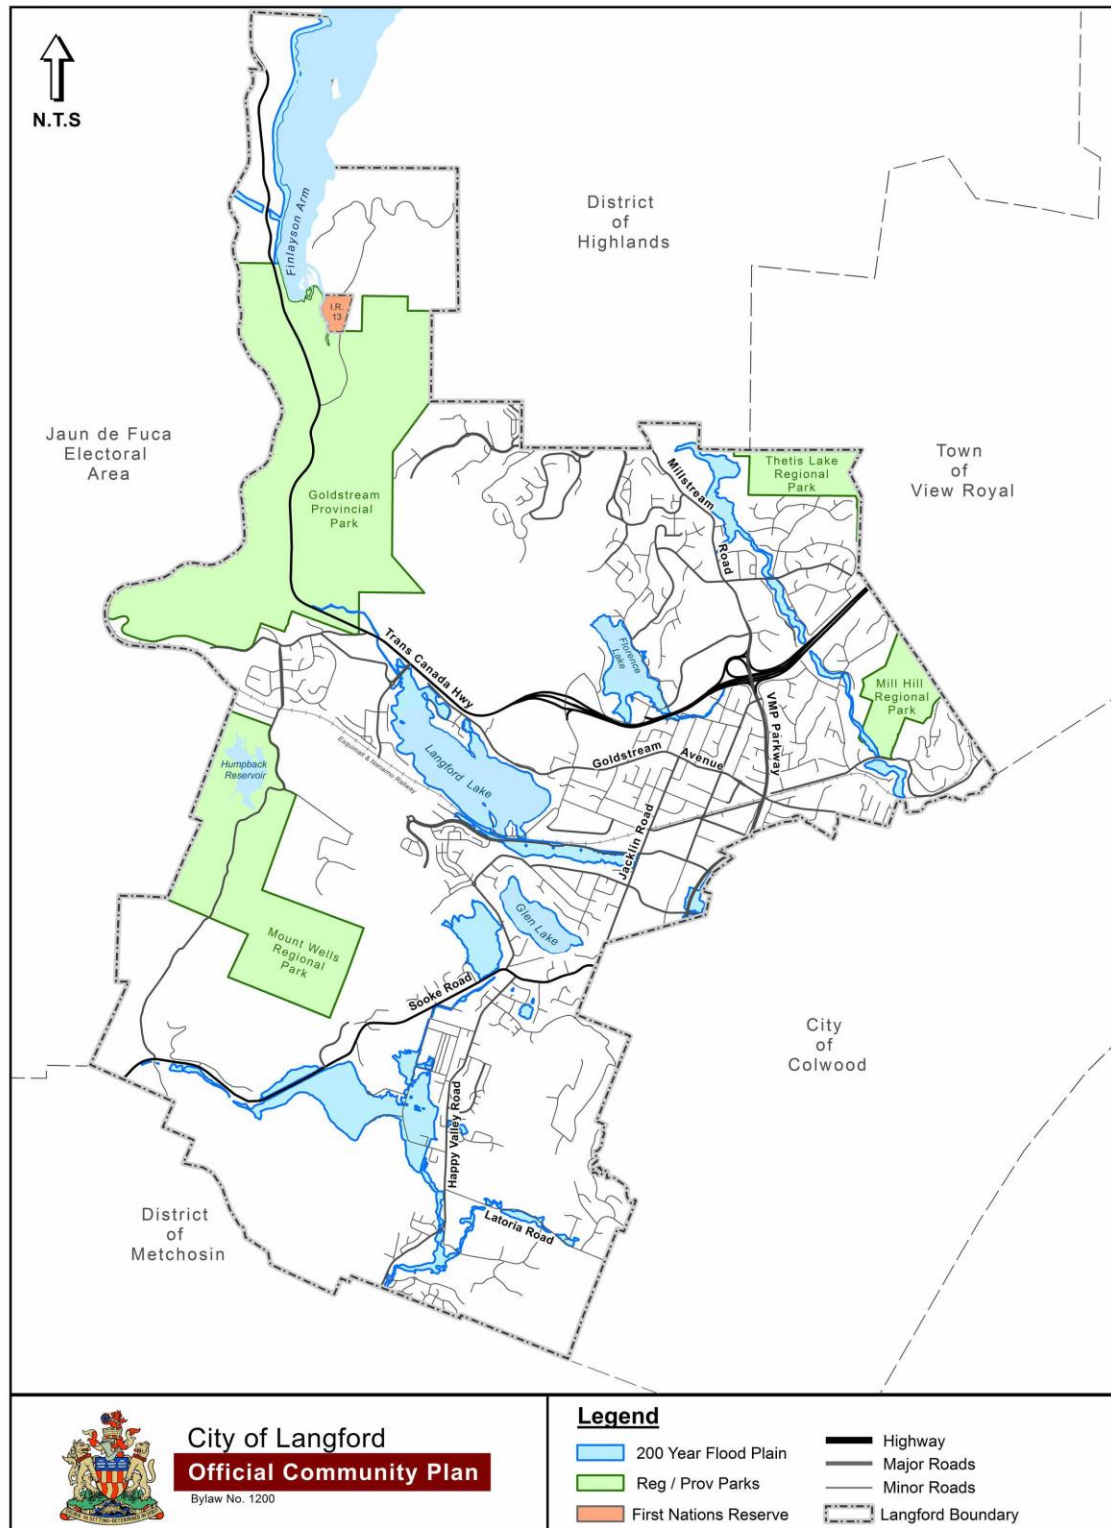 N.T.S
Finlayson Arm
District
of
Highlands
I.R.
13
Jaun de Fuca
Electoral
Area
Goldstream
Provincial
Park
Millstream
Road
Thetis Lake
Regional
Park
Town
of
View Royal
Trans Canada Hwy
Florence
Lake
Mill Hill
Regional
Park
VMP Parkway
Goldstream Avenue
Humpback
Reservoir
Esquimalt & Nanaimo Railway
Langford Lake
Jacklin Road
Glen Lake
Mount Wells
Regional
Park
Sooke Road
City
of
Colwood
Happy Valley Road
Latoria Road
District
of
Metchosin
City of Langford
Official Community Plan
Bylaw No. 1200
Legend
200 Year Flood Plain
Reg / Prov Parks
First Nations Reserve
Highway
Major Roads
Minor Roads
Langford Boundary